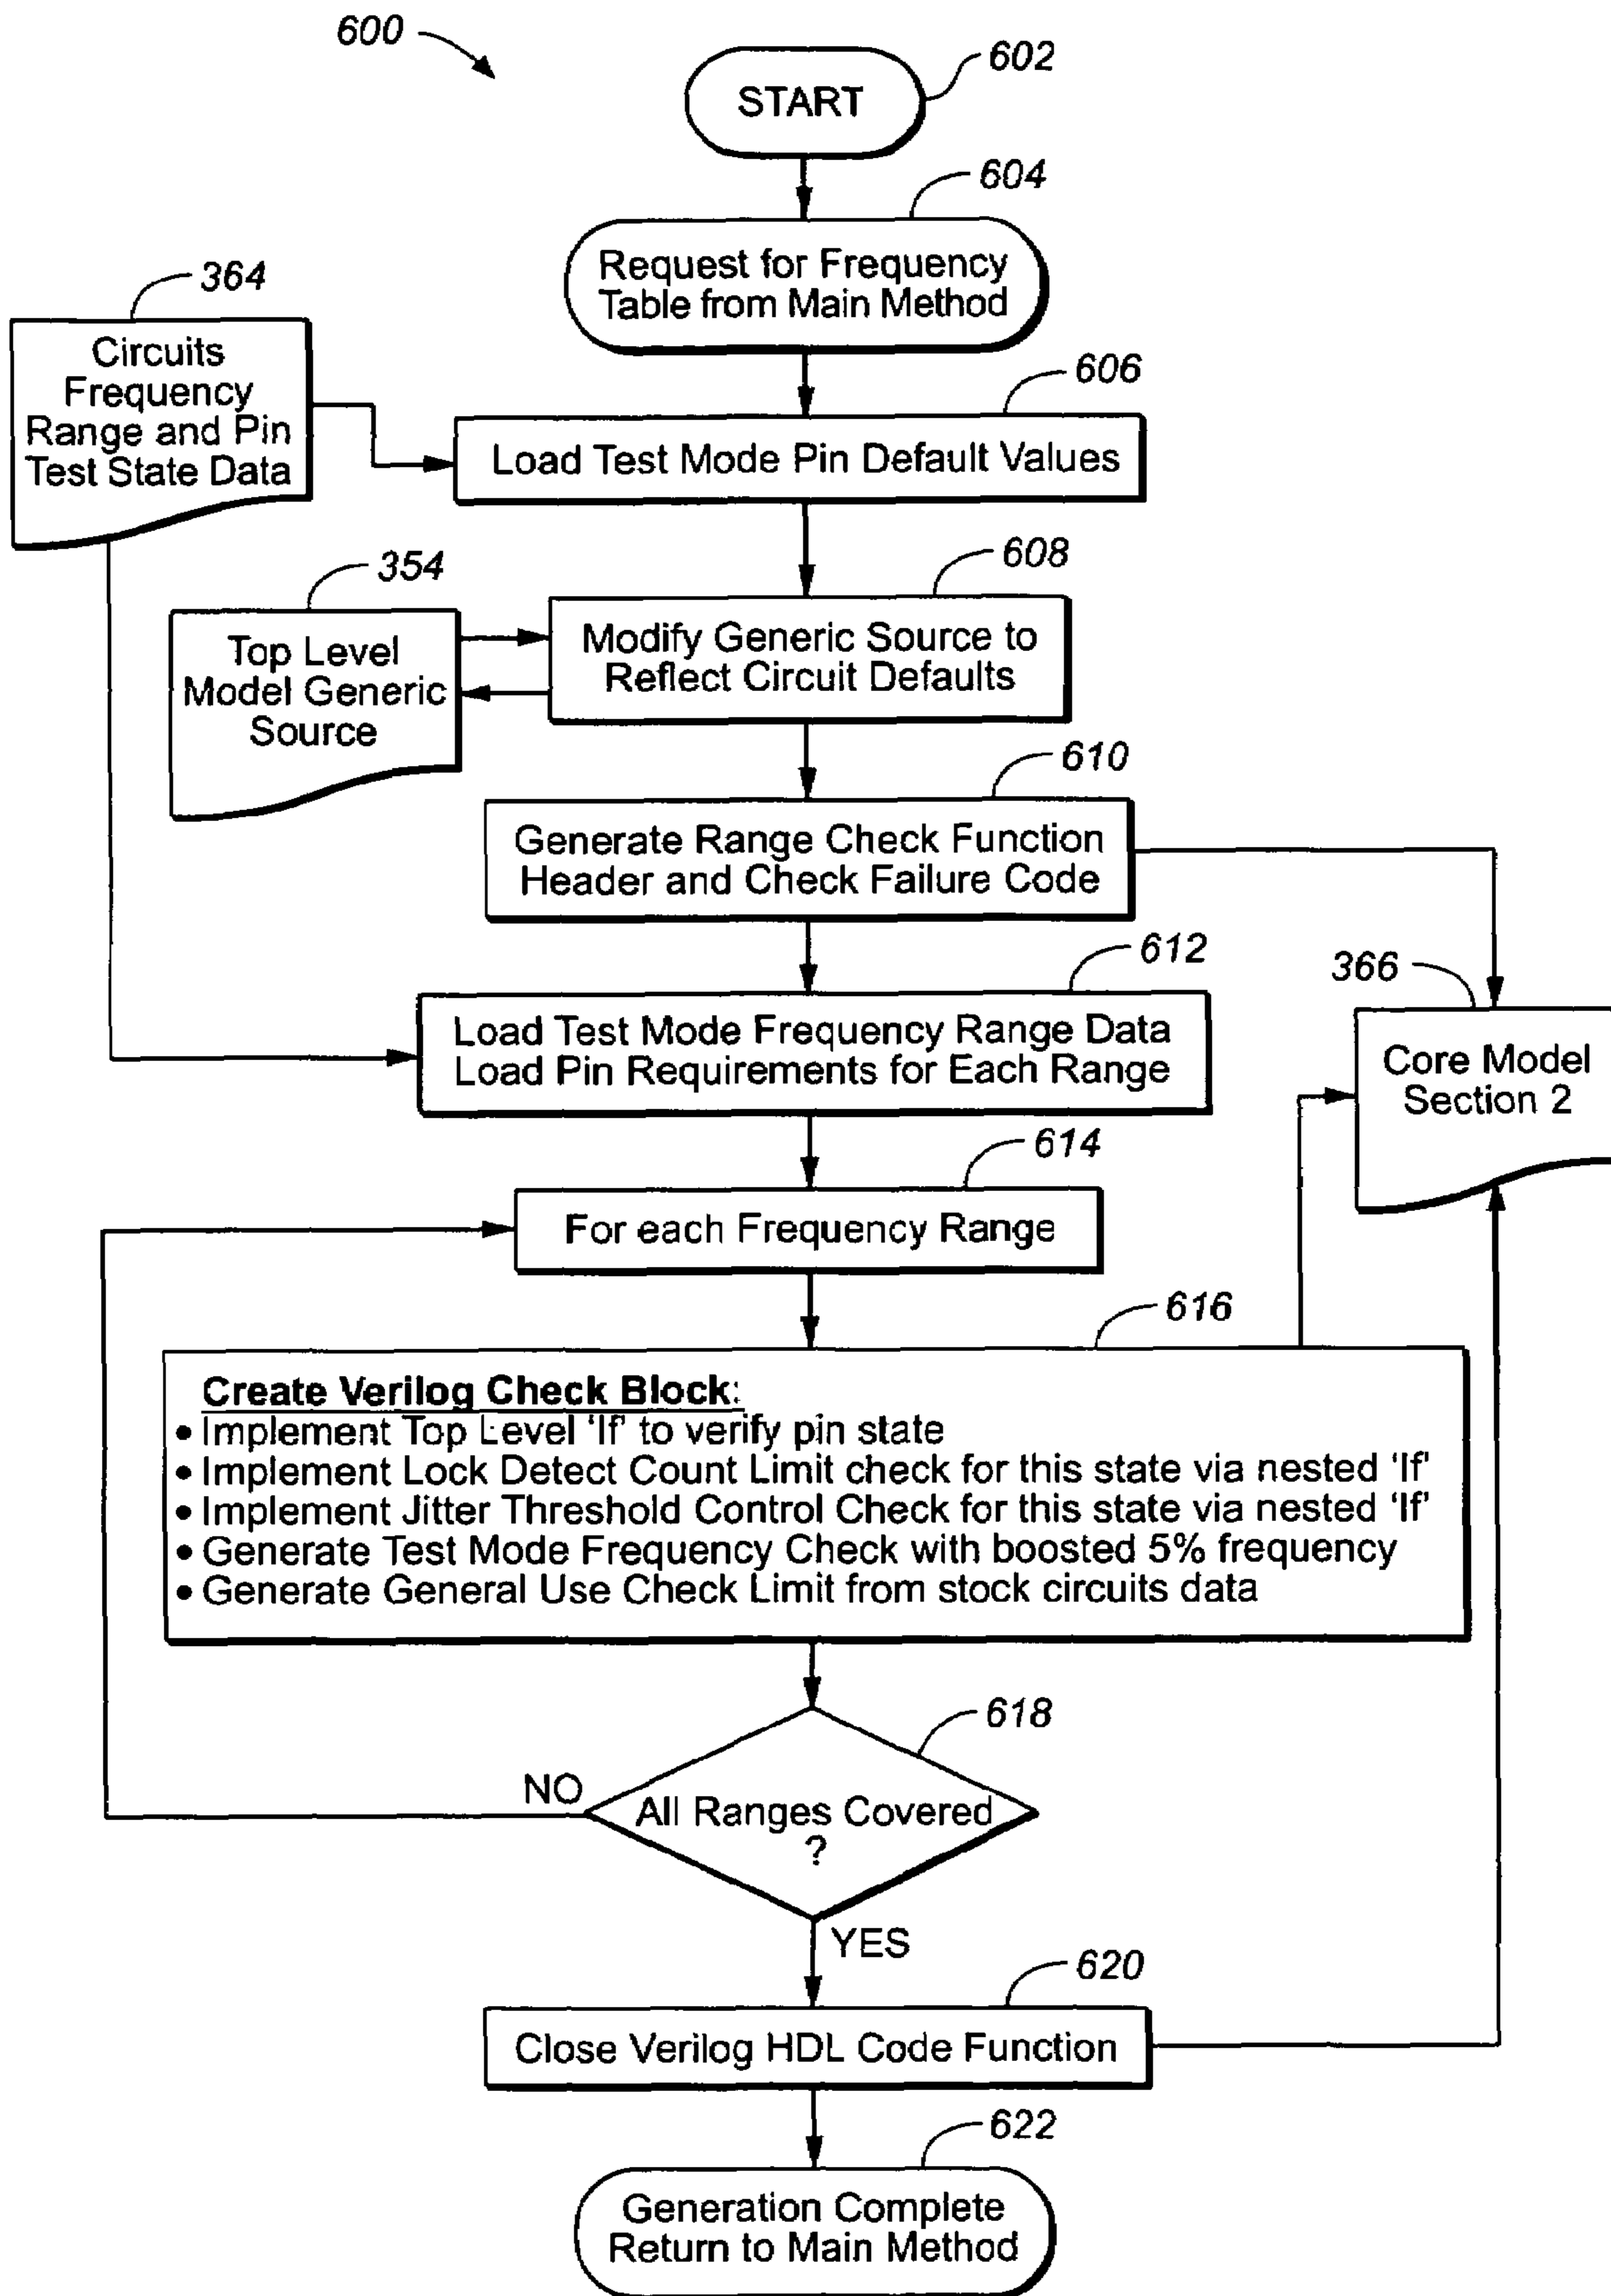 600
602
START
604
Request for Frequency
Table from Main Method
364
Circuits
Frequency
Range and Pin
Test State Data
606
Load Test Mode Pin Default Values
354
Top Level
Model Generic
Source
608
Modify Generic Source to
Reflect Circuit Defaults
610
Generate Range Check Function
Header and Check Failure Code
612
Load Test Mode Frequency Range Data
Load Pin Requirements for Each Range
366
Core Model
Section 2
614
For each Frequency Range
616
Create Verilog Check Block:
• Implement Top Level 'If' to verify pin state
• Implement Lock Detect Count Limit check for this state via nested 'If'
• Implement Jitter Threshold Control Check for this state via nested 'If'
• Generate Test Mode Frequency Check with boosted 5% frequency
• Generate General Use Check Limit from stock circuits data
618
NO
All Ranges Covered
?
YES
620
Close Verilog HDL Code Function
622
Generation Complete
Return to Main Method